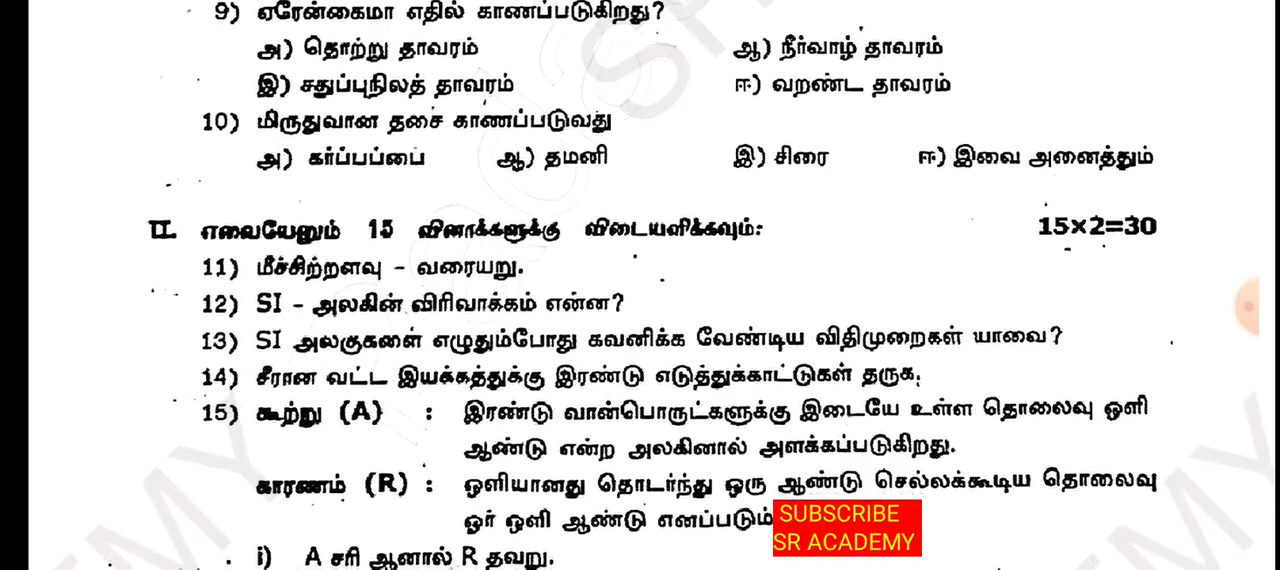 9) ஏரேன்கைமா எதில் காணப்படுகிறது?
அ) தொற்று தாவரம் ஆ) நீர்வாழ் தாவரம்
இ) சதுப்புநிலத் தாவரம் ஈ) வறண்ட தாவரம்
10) மிருதுவான தசை காணப்படுவது
அ) கர்ப்பப்பை ஆ) தமனி இ) சிரை ஈ) இவை அனைத்தும்
II. எவையேனும் 15 வினாக்களுக்கு விடையளிக்கவும்: 15×2=30
11) மீச்சிற்றளவு - வரையறு.
12) SI - அலகின் விரிவாக்கம் என்ன?
13) SI அலகுகளை எழுதும்போது கவனிக்க வேண்டிய விதிமுறைகள் யாவை?
14) சீரான வட்ட இயக்கத்துக்கு இரண்டு எடுத்துக்காட்டுகள் தருக.
15) கூற்று (A) : இரண்டு வான்பொருட்களுக்கு இடையே உள்ள தொலைவு ஒளி
ஆண்டு என்ற அலகினால் அளக்கப்படுகிறது.
காரணம் (R) : ஒளியானது தொடர்ந்து ஒரு ஆண்டு செல்லக்கூடிய தொலைவு
ஓர் ஒளி ஆண்டு எனப்படும்
SUBSCRIBE
SR ACADEMY
i) A சரி ஆனால் R தவறு.